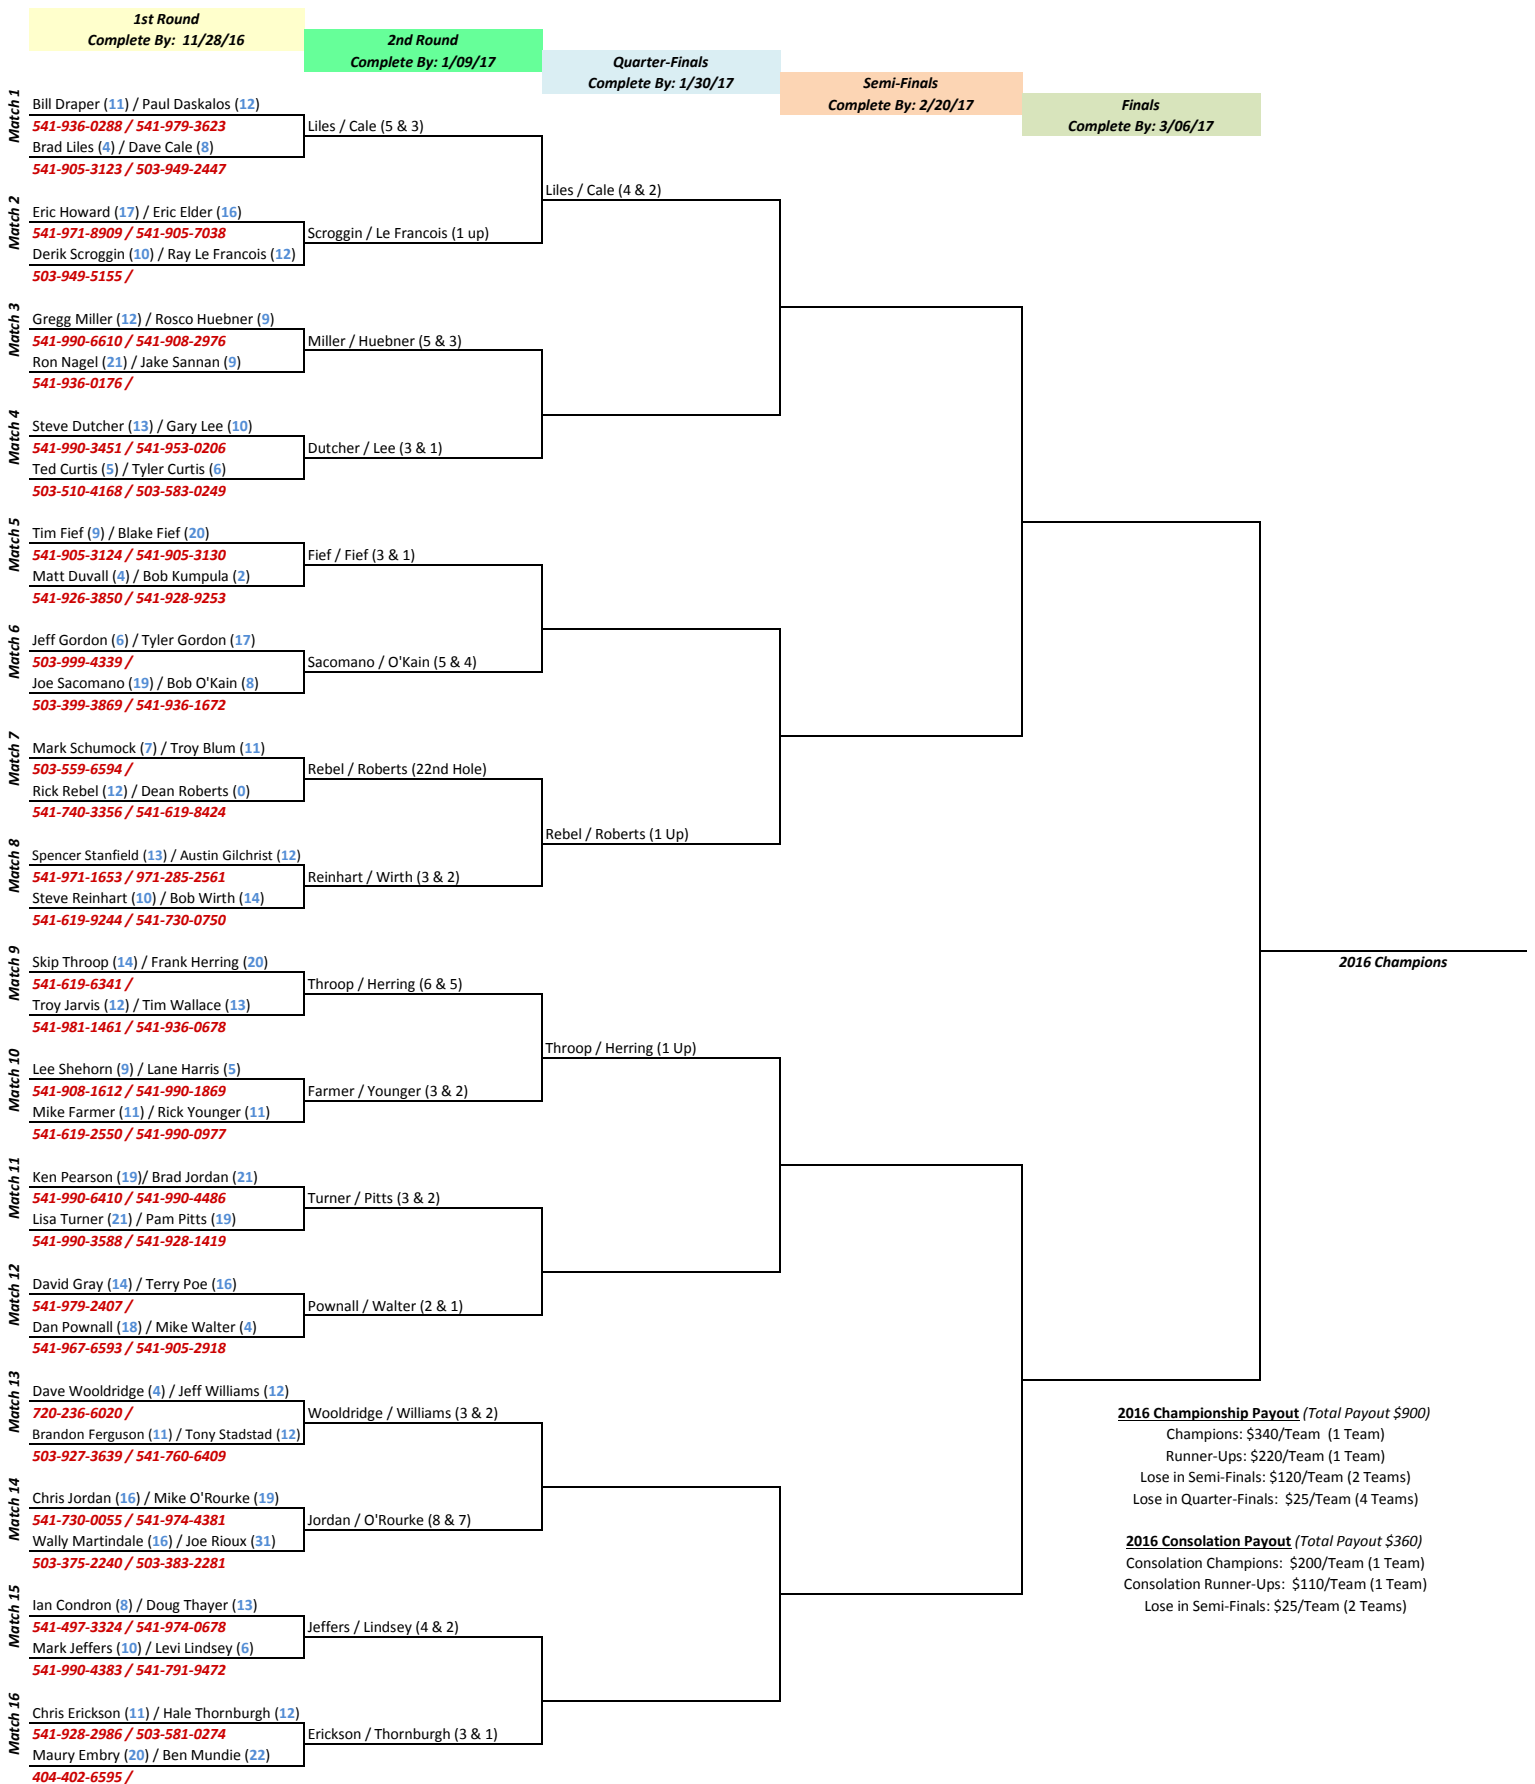 1st Round
Complete By:  11/28/16
2nd Round
Complete By: 1/09/17
Quarter-Finals
Complete By: 1/30/17
Semi-Finals
Complete By: 2/20/17
Finals
Complete By: 3/06/17
Match 1
Bill Draper (11) / Paul Daskalos (12)
541-936-0288 / 541-979-3623
Brad Liles (4) / Dave Cale (8)
541-905-3123 / 503-949-2447
Match 2
Eric Howard (17) / Eric Elder (16)
541-971-8909 / 541-905-7038
Derik Scroggin (10) / Ray Le Francois (12)
503-949-5155 /
Match 3
Gregg Miller (12) / Rosco Huebner (9)
541-990-6610 / 541-908-2976
Ron Nagel (21) / Jake Sannan (9)
541-936-0176 /
Match 4
Steve Dutcher (13) / Gary Lee (10)
541-990-3451 / 541-953-0206
Ted Curtis (5) / Tyler Curtis (6)
503-510-4168 / 503-583-0249
Match 5
Tim Fief (9) / Blake Fief (20)
541-905-3124 / 541-905-3130
Matt Duvall (4) / Bob Kumpula (2)
541-926-3850 / 541-928-9253
Match 6
Jeff Gordon (6) / Tyler Gordon (17)
503-999-4339 /
Joe Sacomano (19) / Bob O'Kain (8)
503-399-3869 / 541-936-1672
Match 7
Mark Schumock (7) / Troy Blum (11)
503-559-6594 /
Rick Rebel (12) / Dean Roberts (0)
541-740-3356 / 541-619-8424
Match 8
Spencer Stanfield (13) / Austin Gilchrist (12)
541-971-1653 / 971-285-2561
Steve Reinhart (10) / Bob Wirth (14)
541-619-9244 / 541-730-0750
Match 9
Skip Throop (14) / Frank Herring (20)
541-619-6341 /
Troy Jarvis (12) / Tim Wallace (13)
541-981-1461 / 541-936-0678
Match 10
Lee Shehorn (9) / Lane Harris (5)
541-908-1612 / 541-990-1869
Mike Farmer (11) / Rick Younger (11)
541-619-2550 / 541-990-0977
Match 11
Ken Pearson (19)/ Brad Jordan (21)
541-990-6410 / 541-990-4486
Lisa Turner (21) / Pam Pitts (19)
541-990-3588 / 541-928-1419
Match 12
David Gray (14) / Terry Poe (16)
541-979-2407 /
Dan Pownall (18) / Mike Walter (4)
541-967-6593 / 541-905-2918
Match 13
Dave Wooldridge (4) / Jeff Williams (12)
720-236-6020 /
Brandon Ferguson (11) / Tony Stadstad (12)
503-927-3639 / 541-760-6409
Match 14
Chris Jordan (16) / Mike O'Rourke (19)
541-730-0055 / 541-974-4381
Wally Martindale (16) / Joe Rioux (31)
503-375-2240 / 503-383-2281
Match 15
Ian Condron (8) / Doug Thayer (13)
541-497-3324 / 541-974-0678
Mark Jeffers (10) / Levi Lindsey (6)
541-990-4383 / 541-791-9472
Match 16
Chris Erickson (11) / Hale Thornburgh (12)
541-928-2986 / 503-581-0274
Maury Embry (20) / Ben Mundie (22)
404-402-6595 /
Liles / Cale (5 & 3)
Scroggin / Le Francois (1 up)
Miller / Huebner (5 & 3)
Dutcher / Lee (3 & 1)
Fief / Fief (3 & 1)
Sacomano / O'Kain (5 & 4)
Rebel / Roberts (22nd Hole)
Reinhart / Wirth (3 & 2)
Throop / Herring (6 & 5)
Farmer / Younger (3 & 2)
Turner / Pitts (3 & 2)
Pownall / Walter (2 & 1)
Wooldridge / Williams (3 & 2)
Jordan / O'Rourke (8 & 7)
Jeffers / Lindsey (4 & 2)
Erickson / Thornburgh (3 & 1)
Liles / Cale (4 & 2)
Rebel / Roberts (1 Up)
Throop / Herring (1 Up)
2016 Champions
2016 Championship Payout (Total Payout $900)
Champions: $340/Team  (1 Team)
Runner-Ups: $220/Team (1 Team)
Lose in Semi-Finals: $120/Team (2 Teams)
Lose in Quarter-Finals:  $25/Team (4 Teams)
2016 Consolation Payout (Total Payout $360)
Consolation Champions:  $200/Team (1 Team)
Consolation Runner-Ups:  $110/Team (1 Team)
Lose in Semi-Finals: $25/Team (2 Teams)